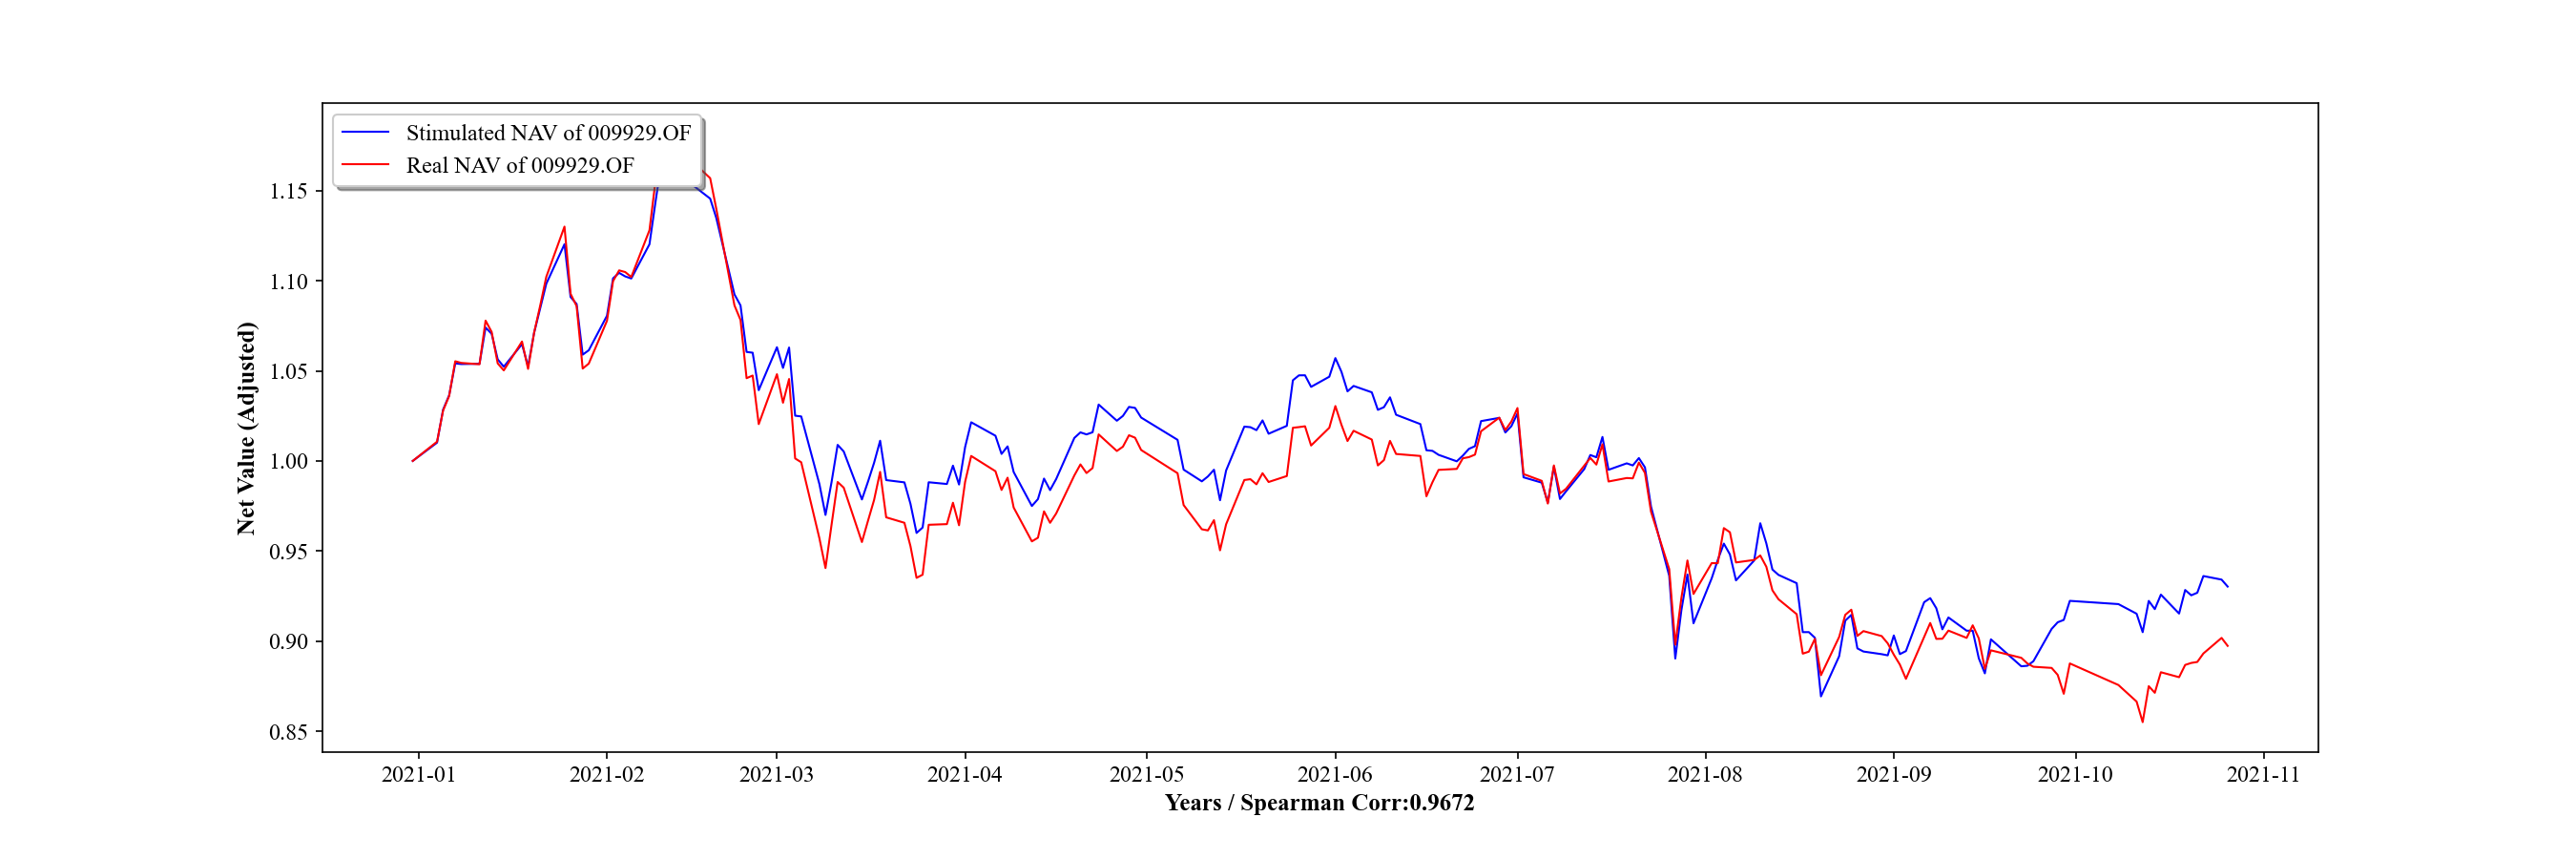 Stimulated NAV of 009929.OF
Real NAV of 009929.OF
Net Value (Adjusted)
1.15
1.10
1.05
1.00
0.95
0.90
0.85
2021-01 2021-02 2021-03 2021-04 2021-05 2021-06 2021-07 2021-08 2021-09 2021-10 2021-11
Years / Spearman Corr:0.9672